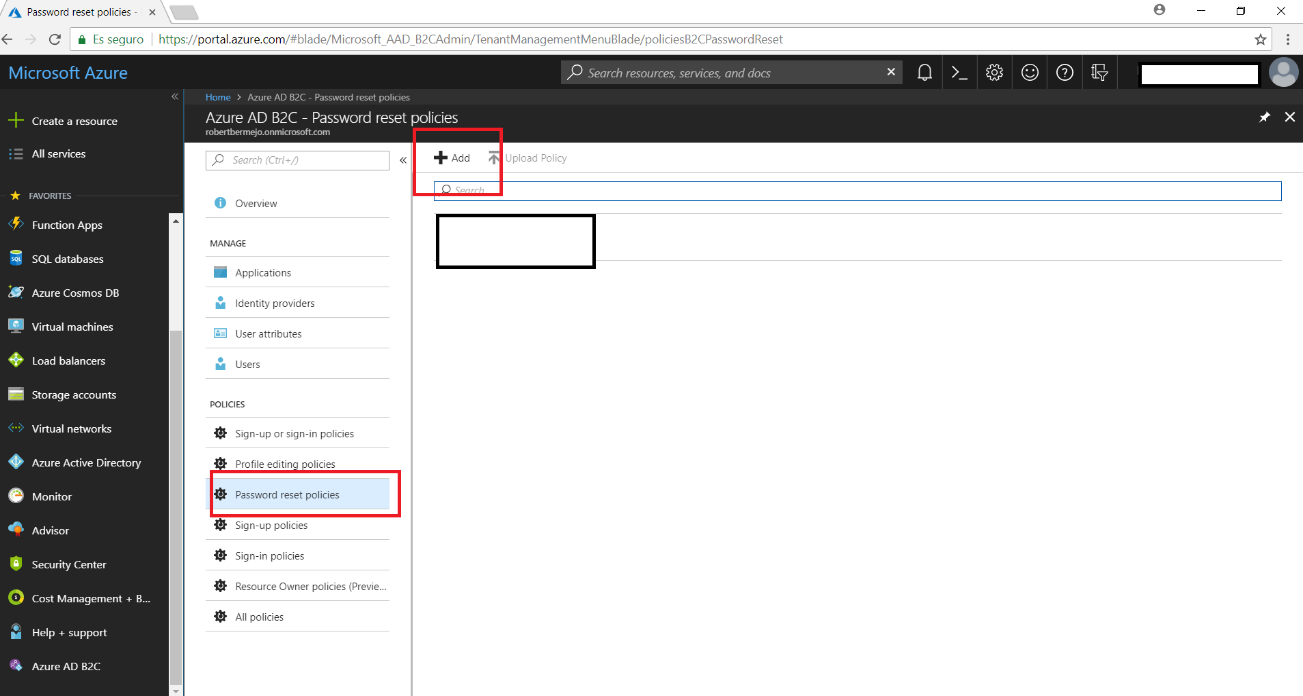 Password reset policies -
Es seguro
https://portal.azure.com/#blade/Microsoft_AAD_B2CAdmin/TenantManagementMenuBlade/policiesB2CPasswordReset
Microsoft Azure
Search resources, services, and docs
Create a resource
All services
FAVORITES
Function Apps
SQL databases
Azure Cosmos DB
Virtual machines
Load balancers
Storage accounts
Virtual networks
Azure Active Directory
Monitor
Advisor
Security Center
Cost Management + B...
Help + support
Azure AD B2C
Home > Azure AD B2C - Password reset policies
Azure AD B2C - Password reset policies
robertbermejo.onmicrosoft.com
Search (Ctrl+/)
Overview
MANAGE
Applications
Identity providers
User attributes
Users
POLICIES
Sign-up or sign-in policies
Profile editing policies
Password reset policies
Sign-up policies
Sign-in policies
Resource Owner policies (Previe...
All policies
Add
Upload Policy
Search